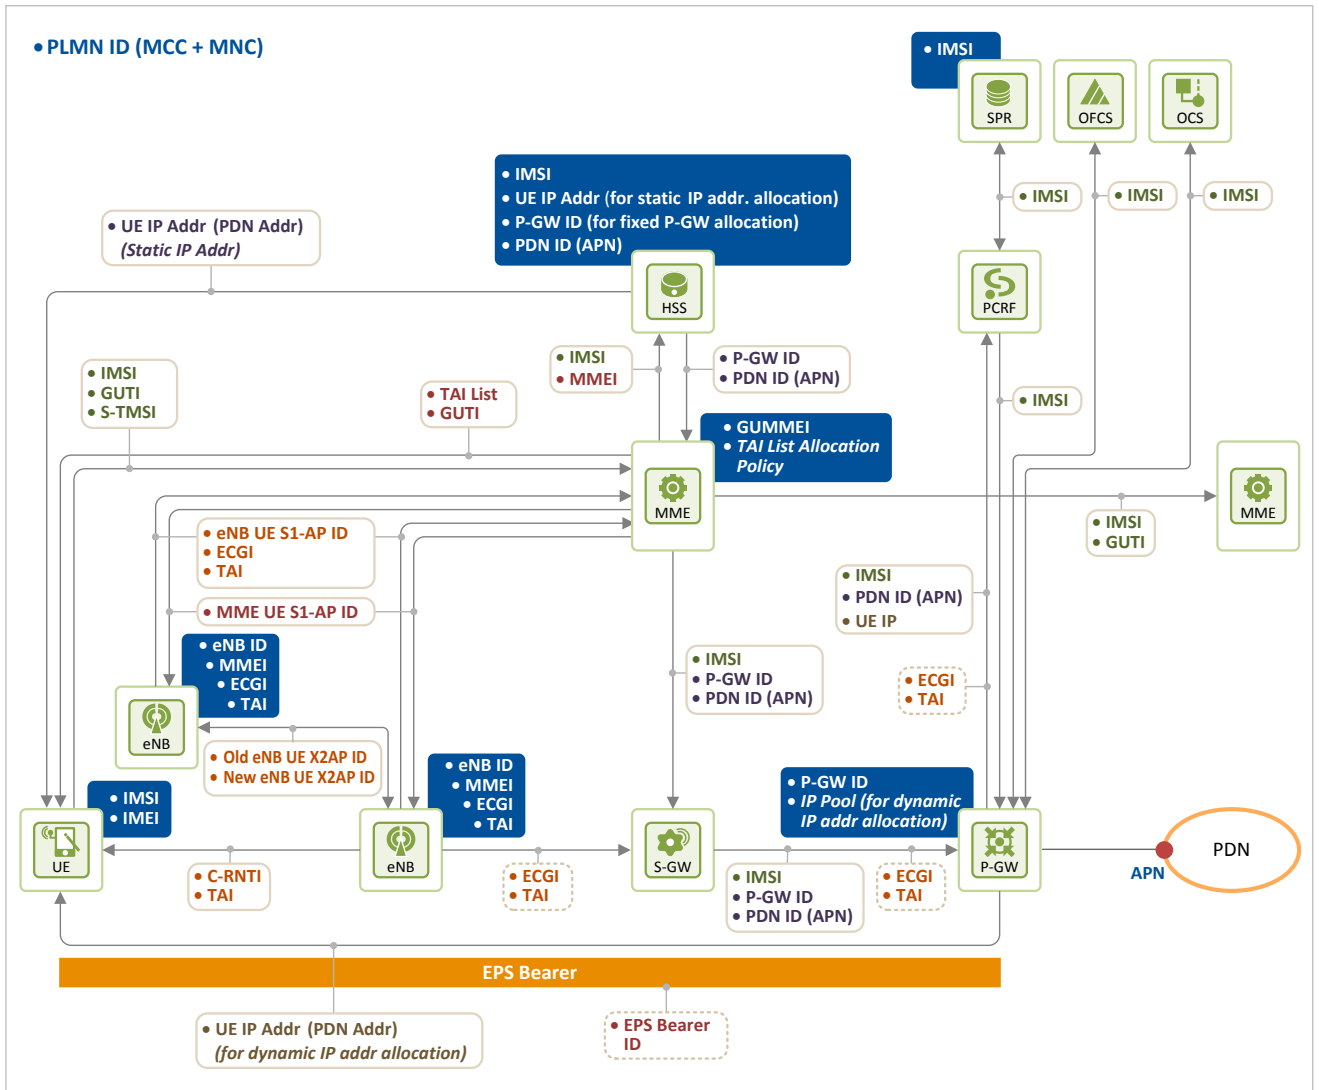 • PLMN ID (MCC + MNC)
• IMSI
SPR
OFCS
OCS
• IMSI
• UE IP Addr (for static IP addr. allocation)
• P-GW ID (for fixed P-GW allocation)
• PDN ID (APN)
• IMSI
• IMSI
• IMSI
• UE IP Addr (PDN Addr)
(Static IP Addr)
HSS
PCRF
• IMSI
• MMEI
• P-GW ID
• PDN ID (APN)
• IMSI
• GUTI
• S-TMSI
• TAI List
• GUTI
• IMSI
• GUMMEI
• TAI List Allocation
Policy
MME
MME
• eNB UE S1-AP ID
• ECGI
• TAI
• IMSI
• GUTI
• IMSI
• PDN ID (APN)
• UE IP
• MME UE S1-AP ID
• eNB ID
• MMEI
• ECGI
• TAI
• IMSI
• P-GW ID
• PDN ID (APN)
• ECGI
• TAI
eNB
• Old eNB UE X2AP ID
• New eNB UE X2AP ID
• eNB ID
• MMEI
• ECGI
• TAI
• P-GW ID
• IP Pool (for dynamic
IP addr allocation)
• IMSI
• IMEI
UE
eNB
S-GW
P-GW
PDN
APN
• C-RNTI
• TAI
• ECGI
• TAI
• IMSI
• P-GW ID
• PDN ID (APN)
• ECGI
• TAI
EPS Bearer
• UE IP Addr (PDN Addr)
(for dynamic IP addr allocation)
• EPS Bearer
ID